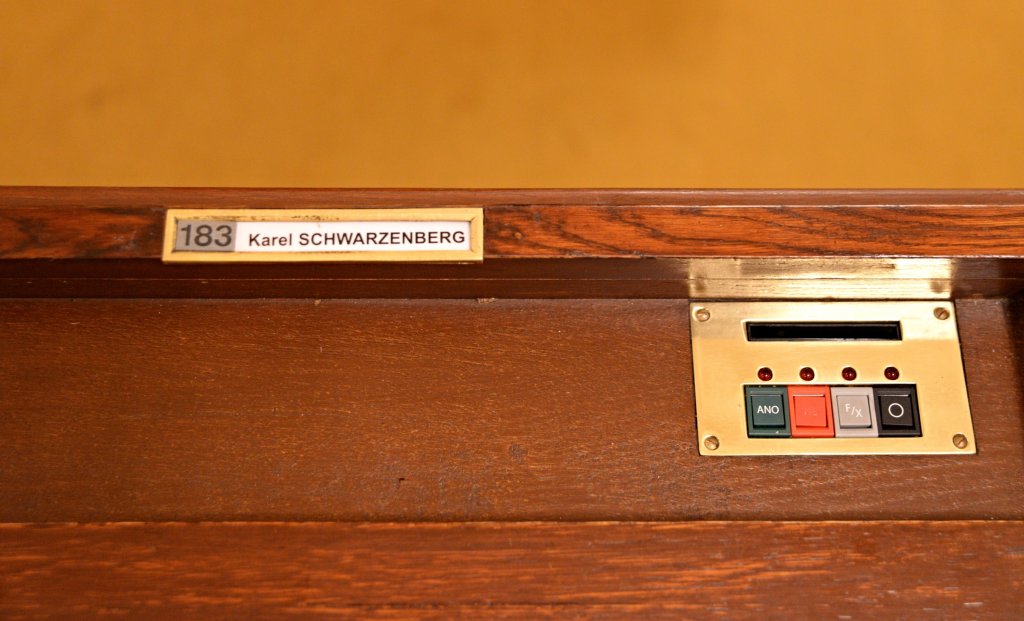 183 Karel SCHWARZENBERG
ANO F/X O